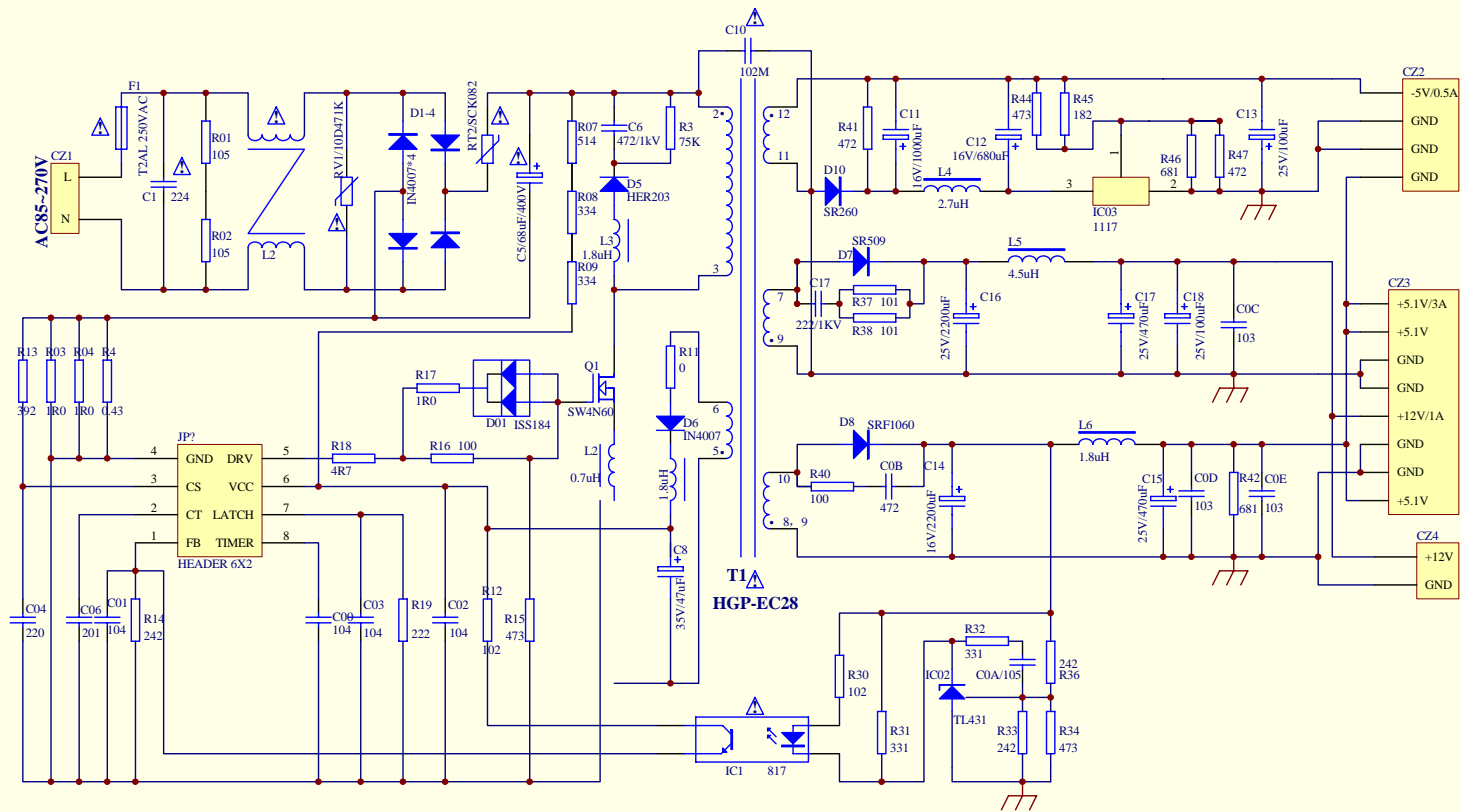 C10
102M
F1
T2AL 250VAC
CZ1
L
N
AC85~270V
C1
224
R01
105
R02
105
L2
RV1/10D471K
D1-4
IN4007*4
RT2/SCK082
C5/68uF/400V
R07
514
R08
334
R09
334
C6
472/1kV
R3
75K
D5
HER203
L3
1.8uH
2
3
12
11
R41
472
C11
16V/1000uF
D10
SR260
L4
2.7uH
C12
16V/680uF
R44
473
R45
182
1
3
2
IC03
1117
R46
681
R47
472
C13
25V/100uF
CZ2
-5V/0.5A
GND
GND
GND
SR509
D7
L5
4.5uH
7
9
C17
222/1KV
R37
101
R38
101
C16
25V/2200uF
C17
25V/470uF
C18
25V/100uF
C0C
103
CZ3
+5.1V/3A
+5.1V
GND
GND
+12V/1A
GND
GND
+5.1V
R13
392
R03
1R0
R04
1R0
R4
0.43
R17
1R0
D01
ISS184
Q1
SW4N60
R11
0
D6
IN4007
6
5
L2
0.7uH
1.8uH
D8
SRF1060
10
8，9
R40
100
C0B
472
C14
16V/2200uF
L6
1.8uH
C15
25V/470uF
C0D
103
R42
681
C0E
103
CZ4
+12V
GND
JP?
4
GND
DRV
5
3
CS
VCC
6
2
CT
LATCH
7
1
FB
TIMER
8
HEADER 6X2
R18
4R7
R16
100
C04
220
C06
201
C01
104
R14
242
C00
104
C03
104
R19
222
C02
104
R12
102
R15
473
C8
35V/47uF
T1
HGP-EC28
IC1
817
R30
102
R31
331
IC02
TL431
R32
331
C0A/105
R33
242
242
R36
R34
473